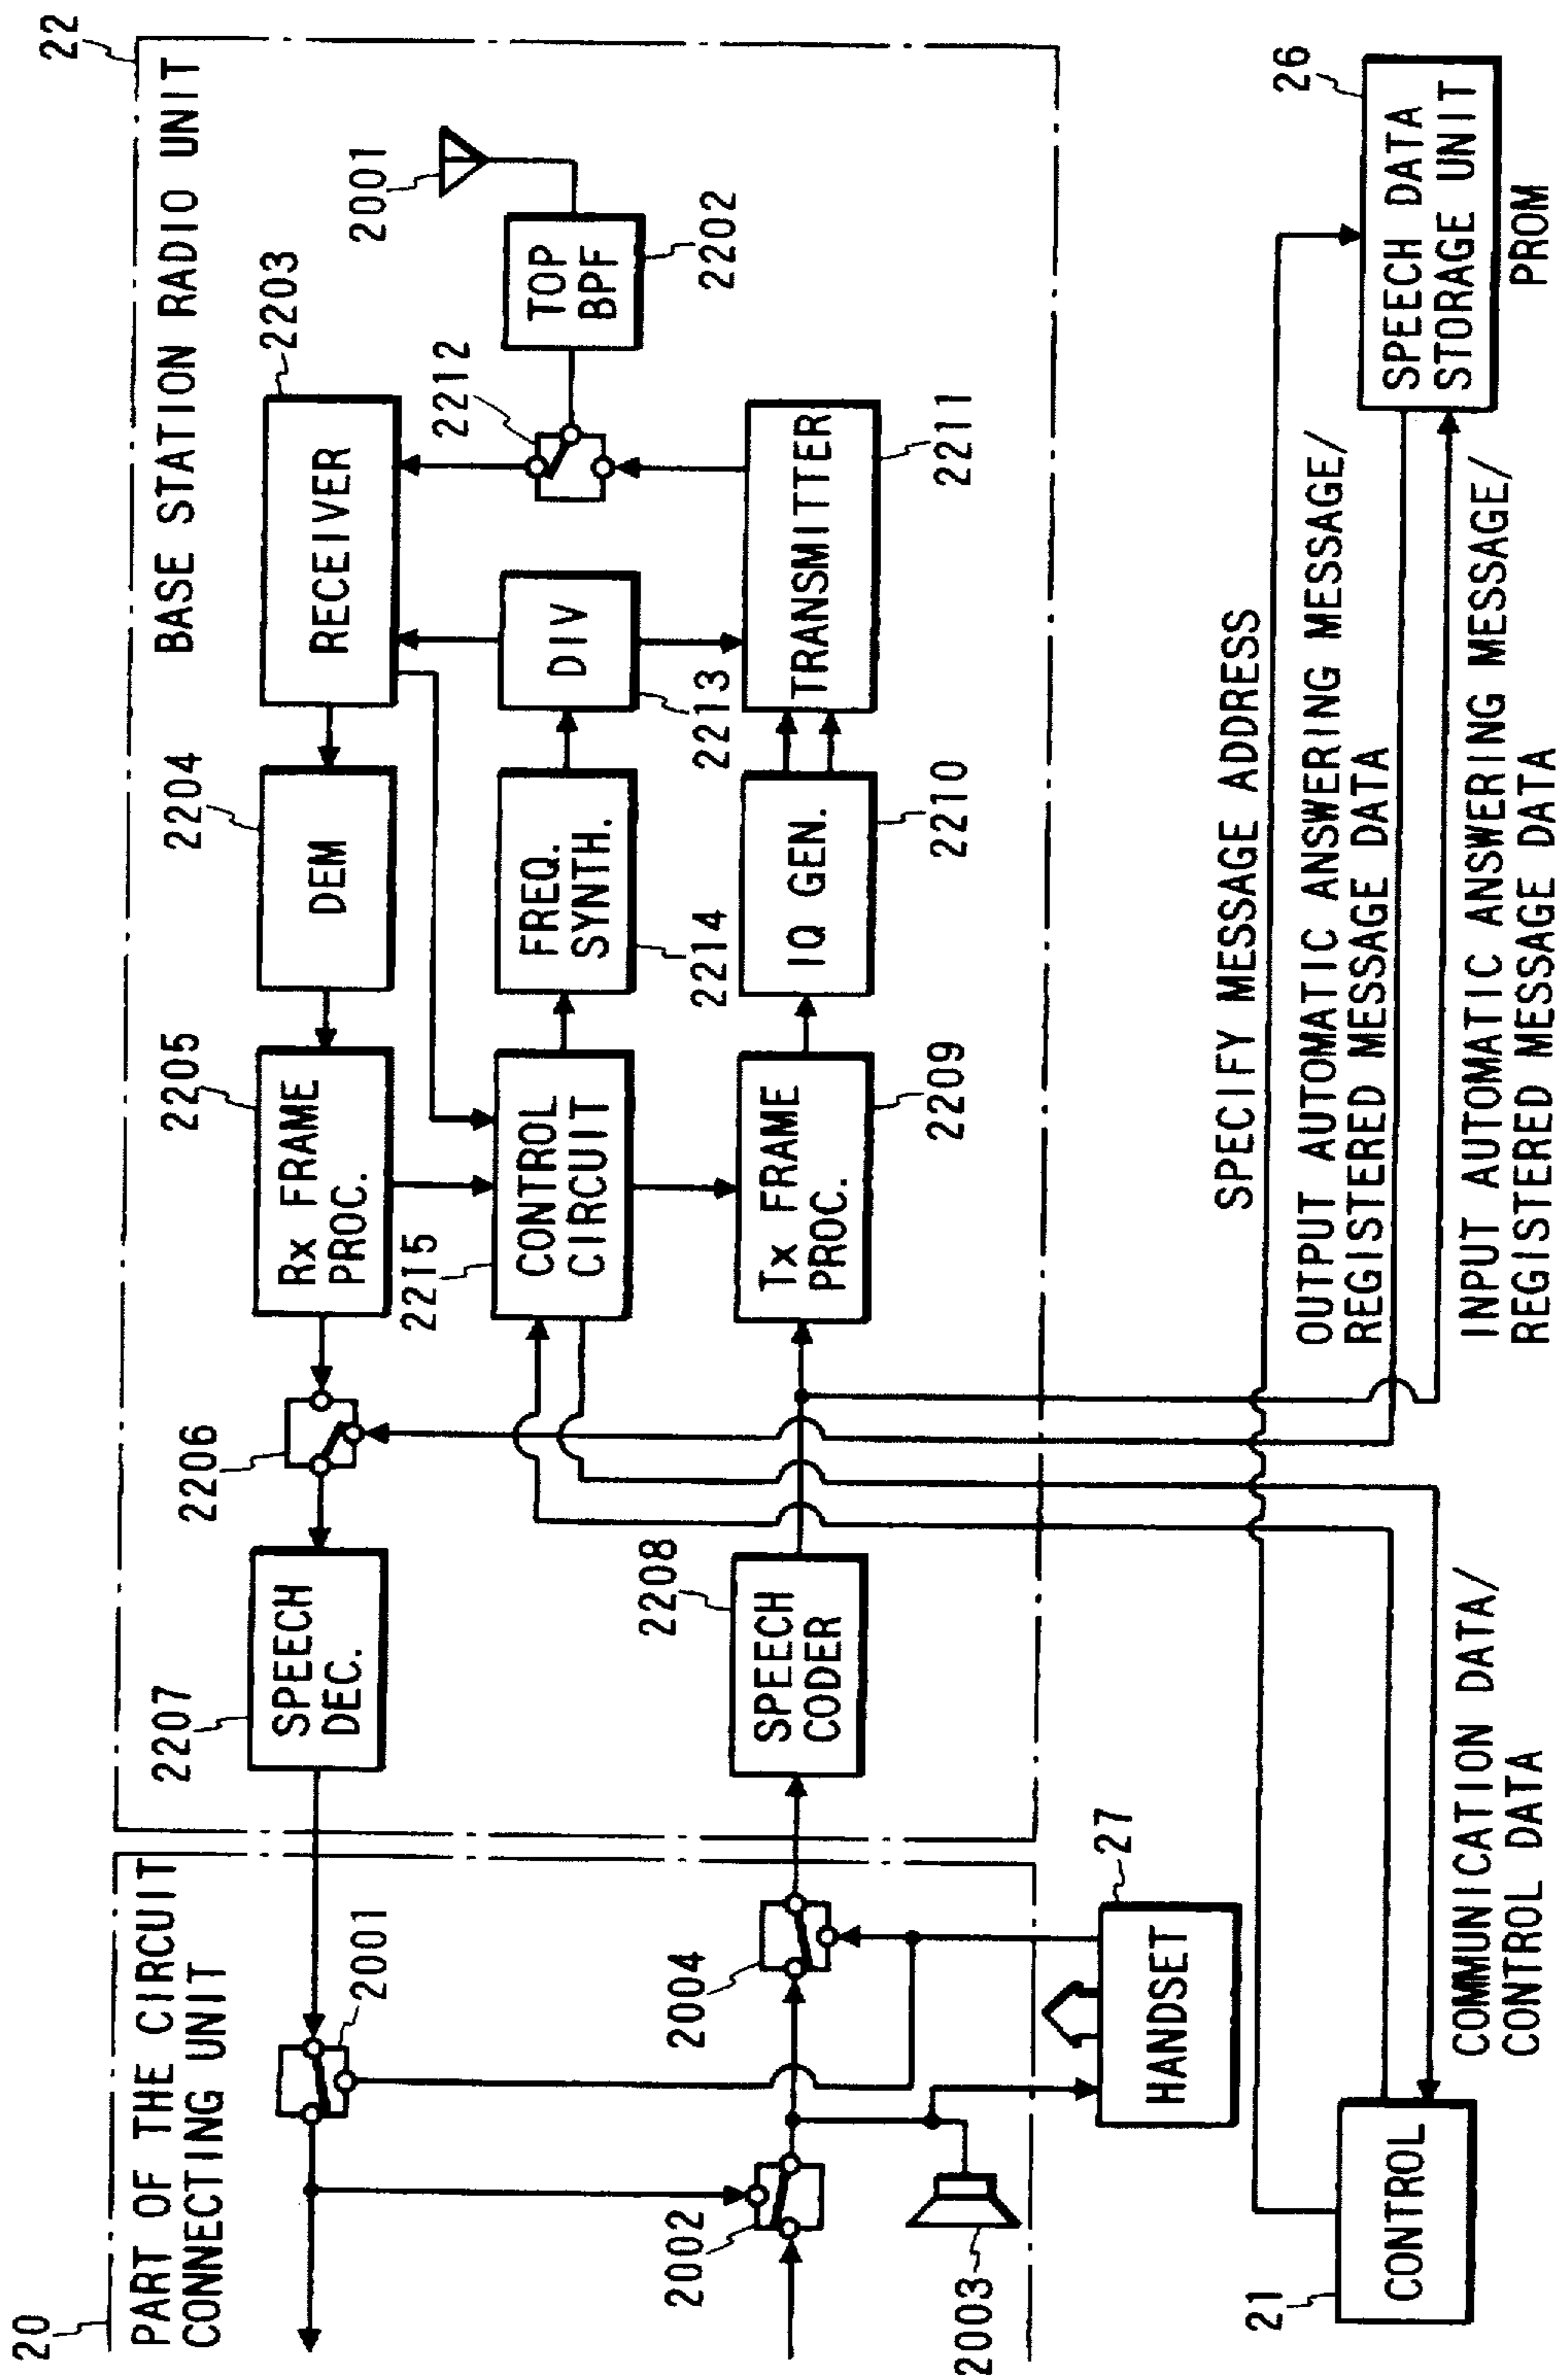 22
BASE STATION RADIO UNIT
20
PART OF THE CIRCUIT
CONNECTING UNIT
2207
SPEECH
DEC.
2206
2205
Rx FRAME
PROC.
2204
DEM
2203
RECEIVER
2001
2001
2215
CONTROL
CIRCUIT
2214
FREQ.
SYNTH.
2213
DIV
2212
TOP
BPF
2202
2002
2003
2004
2208
SPEECH
CODER
2209
Tx FRAME
PROC.
2210
IQ GEN.
2211
TRANSMITTER
27
HANDSET
21
CONTROL
COMMUNICATION DATA/
CONTROL DATA
SPECIFY MESSAGE ADDRESS
OUTPUT AUTOMATIC ANSWERING MESSAGE/
REGISTERED MESSAGE DATA
INPUT AUTOMATIC ANSWERING MESSAGE/
REGISTERED MESSAGE DATA
26
SPEECH DATA
STORAGE UNIT
PROM